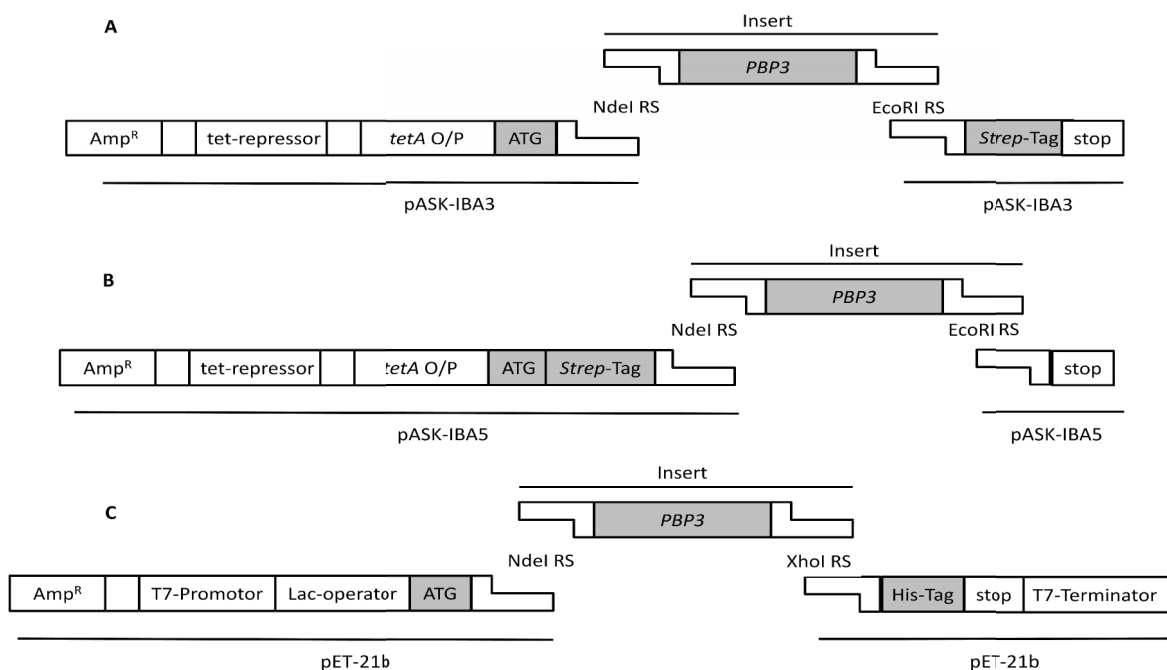 A
Insert
PBP3
NdeI RS
EcoRI RS
Amp^R tet-repressor tetA O/P ATG
Strep-Tag stop
pASK-IBA3
pASK-IBA3
Insert
B
PBP3
NdeI RS
EcoRI RS
Amp^R tet-repressor tetA O/P ATG Strep-Tag
stop
pASK-IBA5
pASK-IBA5
Insert
C
PBP3
NdeI RS
XhoI RS
Amp^R T7-Promotor Lac-operator ATG
His-Tag stop T7-Terminator
pET-21b
pET-21b